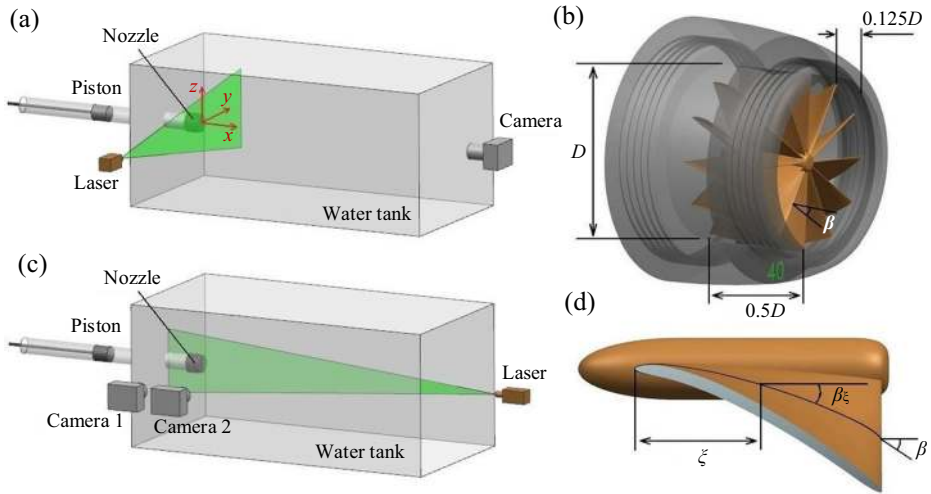 (a)
Nozzle
Piston
z
y
x
Camera
Laser
Water tank
(b)
0.125D
D
β
40
0.5D
(c)
Nozzle
Piston
Laser
Camera 1
Camera 2
Water tank
(d)
βξ
ξ
β